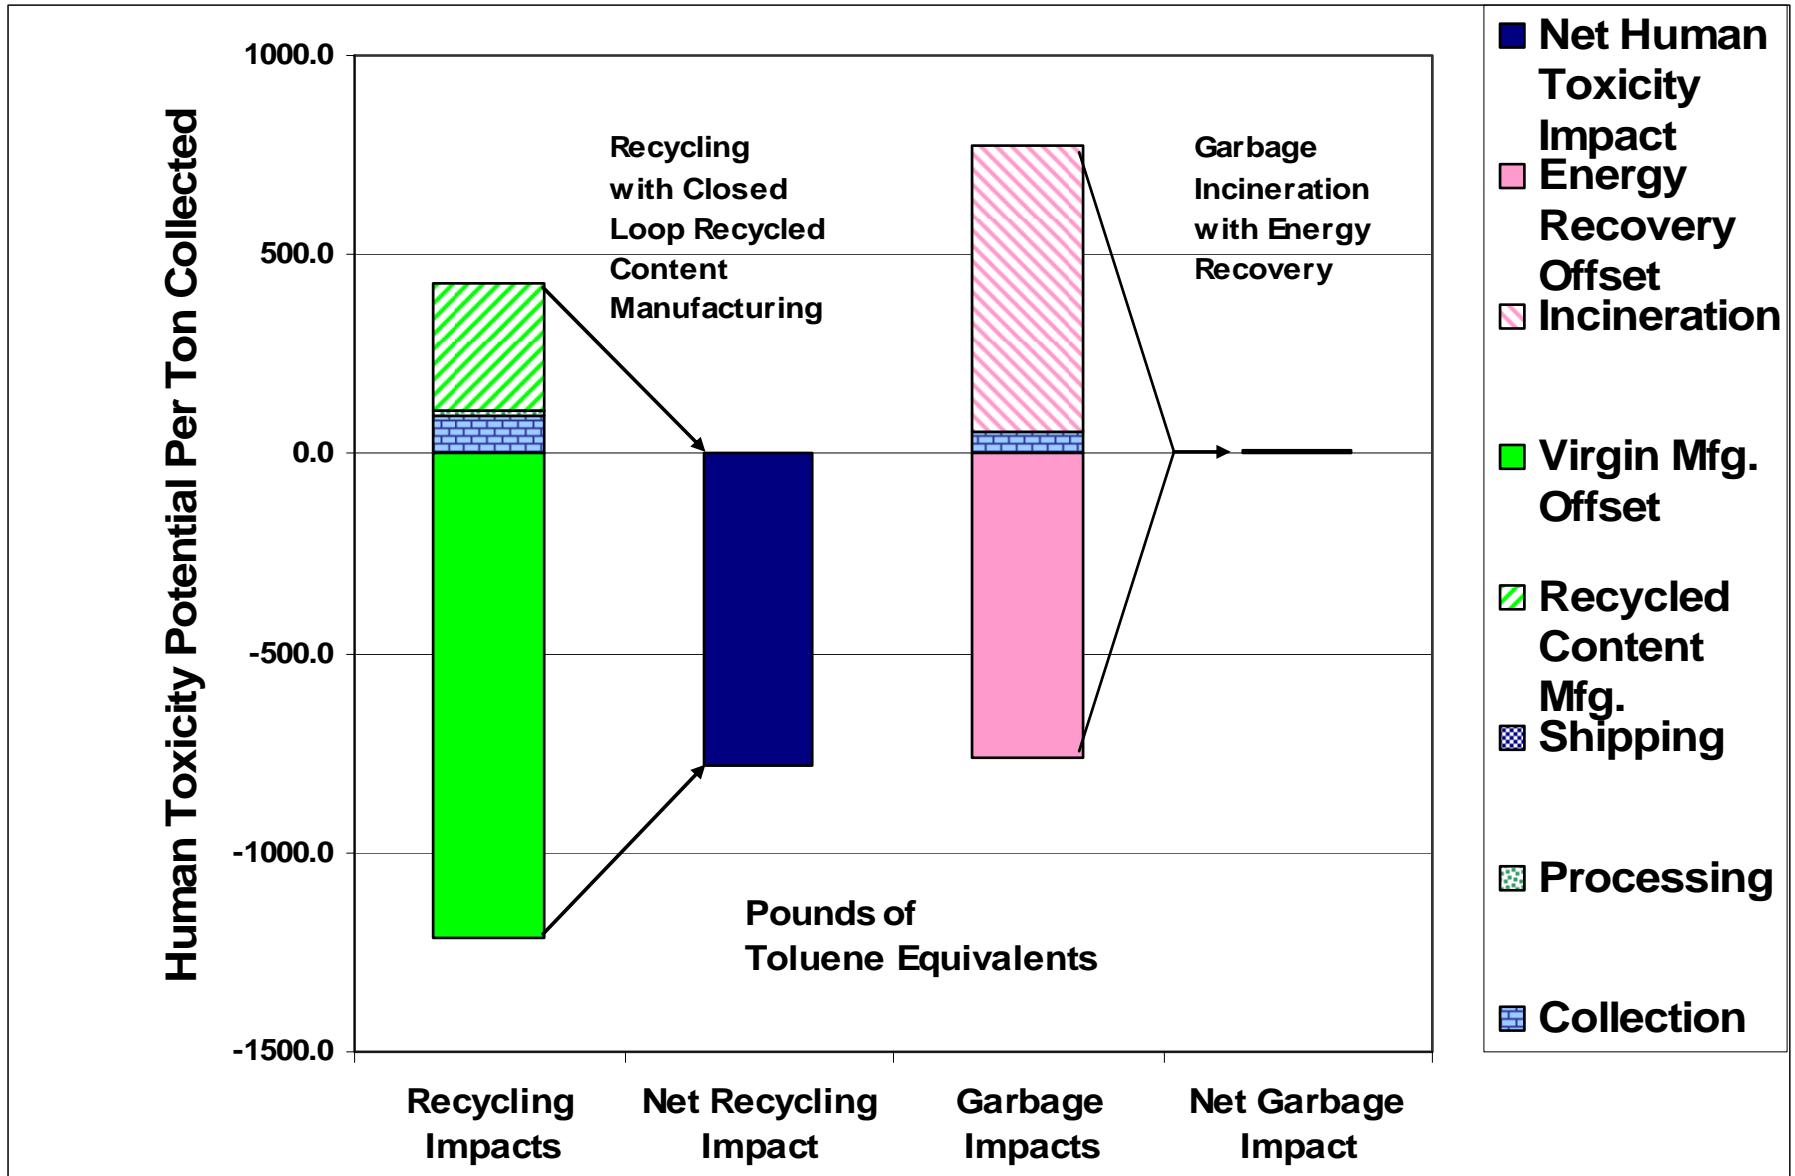 Human Toxicity Potential Per Ton Collected
1000.0
500.0
0.0
-500.0
-1000.0
-1500.0
Recycling
with Closed
Loop Recycled
Content
Manufacturing
Garbage
Incineration
with Energy
Recovery
Pounds of
Toluene Equivalents
Recycling
Impacts
Net Recycling
Impact
Garbage
Impacts
Net Garbage
Impact
Net Human
Toxicity
Impact
Energy
Recovery
Offset
Incineration
Virgin Mfg.
Offset
Recycled
Content
Mfg.
Shipping
Processing
Collection